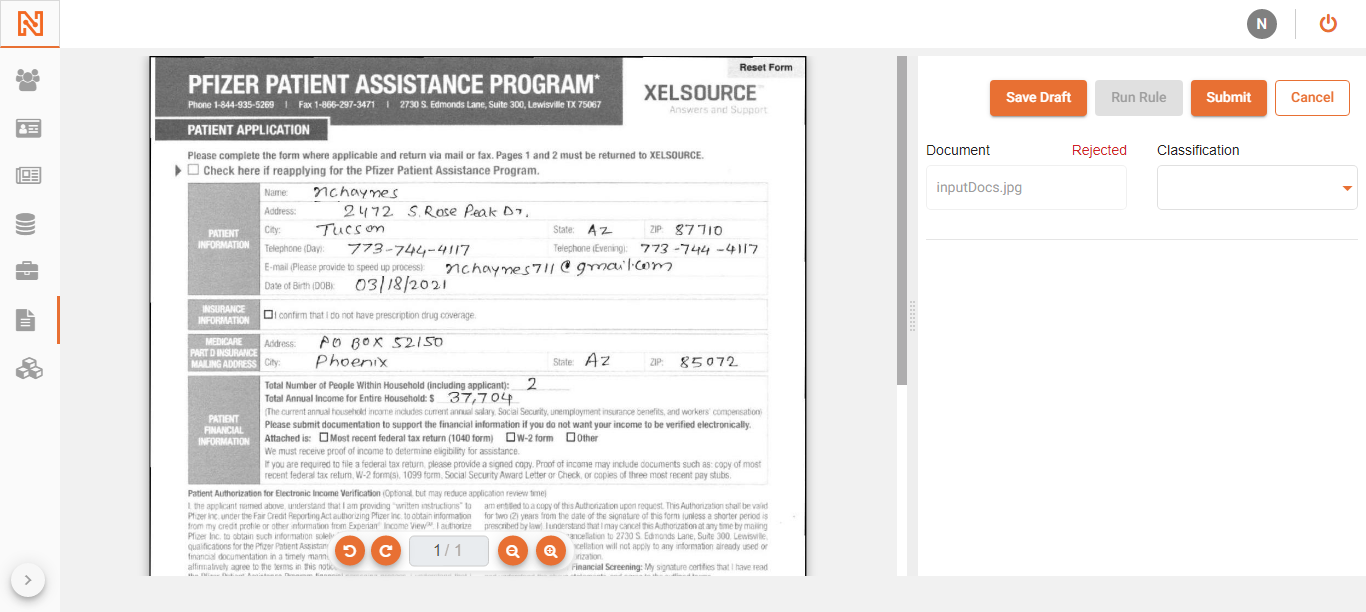 N
N
Reset Form
PFIZER PATIENT ASSISTANCE PROGRAM*
Phone 1-844-935-5269 | Fax 1-866-297-3471 | 2730 S. Edmonds Lane, Suite 300, Lewisville TX 75067
XELSOURCE™
Answers and Support
PATIENT APPLICATION
Please complete the form where applicable and return via mail or fax. Pages 1 and 2 must be returned to XELSOURCE.
Check here if reapplying for the Pfizer Patient Assistance Program.
PATIENT INFORMATION
Name: nchaynes
Address: 2472 S. Rose Peak Dr.
City: Tucson State: AZ ZIP: 87710
Telephone (Day): 773-744-4117 Telephone (Evening): 773-744-4117
E-mail (Please provide to speed up process): nchaynes711@gmail.com
Date of Birth (DOB): 03/18/2021
INSURANCE INFORMATION
I confirm that I do not have prescription drug coverage.
MEDICARE PART D INSURANCE MAILING ADDRESS
Address: PO BOX 52150
City: Phoenix State: AZ ZIP: 85072
PATIENT FINANCIAL INFORMATION
Total Number of People Within Household (including applicant): 2
Total Annual Income for Entire Household: $ 37,704
(The current annual household income includes current annual salary, Social Security, unemployment insurance benefits, and workers' compensation)
Please submit documentation to support the financial information if you do not want your income to be verified electronically.
Attached is: Most recent federal tax return (1040 form) W-2 form Other
We must receive proof of income to determine eligibility for assistance.
If you are required to file a federal tax return, please provide a signed copy. Proof of income may include documents such as: copy of most
recent federal tax return, W-2 form(s), 1099 form, Social Security Award Letter or Check, or copies of three most recent pay stubs.
Patient Authorization for Electronic Income Verification (Optional, but may reduce application review time)
I, the applicant named above, understand that I am providing "written instructions" to
Pfizer Inc. under the Fair Credit Reporting Act authorizing Pfizer Inc. to obtain information
from my credit profile or other information from Experian® Income View℠. I authorize
Pfizer Inc. to obtain such information solely
qualifications for the Pfizer Patient Assistan
financial documentation in a timely mann
affirmatively agree to the terms in this notic
am entitled to a copy of this Authorization upon request. This Authorization shall be valid
for two (2) years from the date of the signature of this form (unless a shorter period is
prescribed by law). I understand that I may cancel this Authorization at any time by mailing
ancellation to 2730 S. Edmonds Lane, Suite 300, Lewisville,
ncellation will not apply to any information already used or
rization.
Financial Screening: My signature certifies that I have read
1 / 1
Save Draft Run Rule Submit Cancel
Document Rejected Classification
inputDocs.jpg